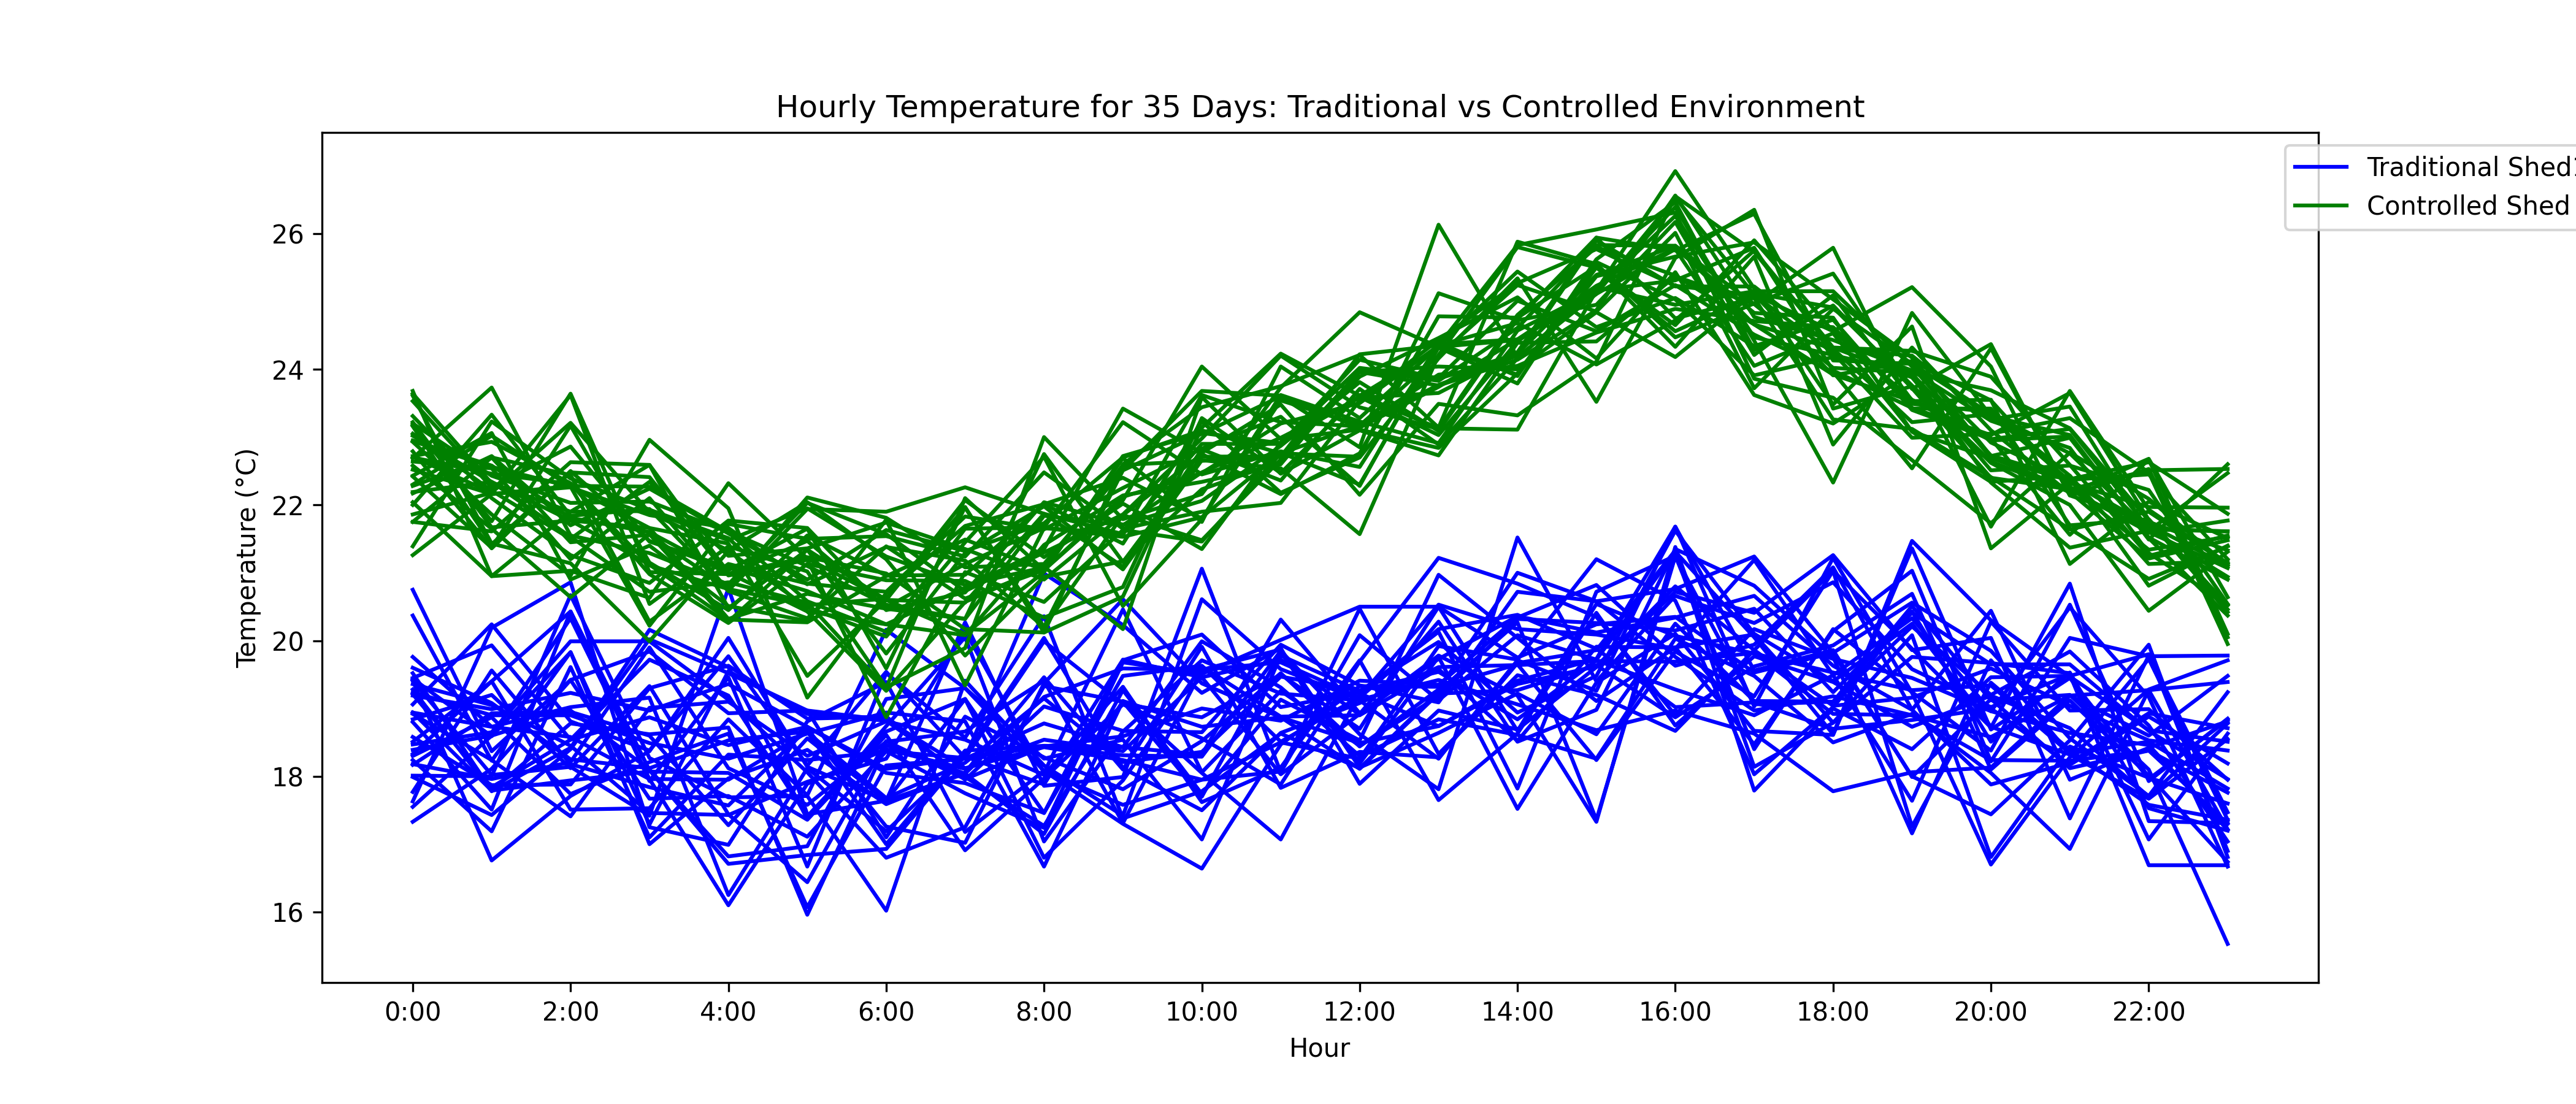 Hourly Temperature for 35 Days: Traditional vs Controlled Environment
Traditional Shed
Controlled Shed
Temperature (°C)
26
24
22
20
18
16
0:00 2:00 4:00 6:00 8:00 10:00 12:00 14:00 16:00 18:00 20:00 22:00
Hour